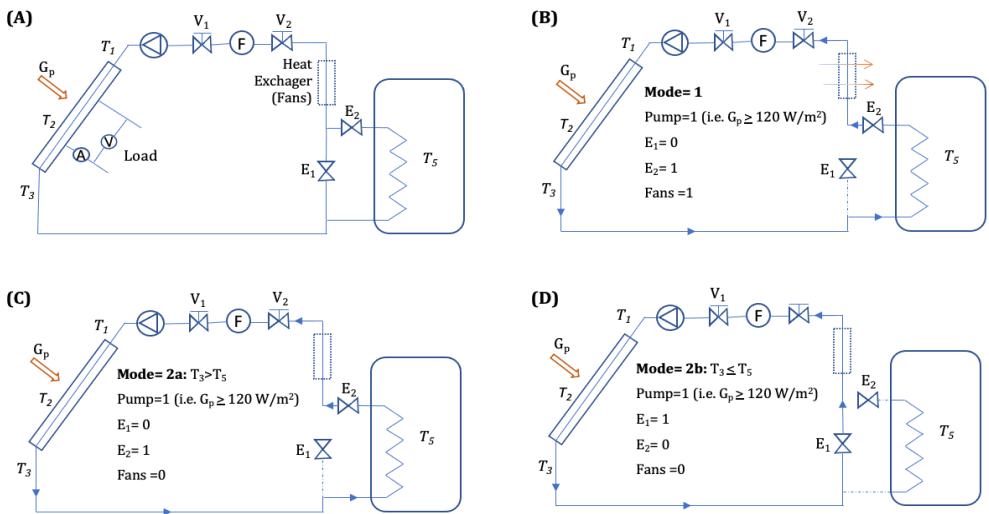 (A)
V₁
V₂
T₁
F
Gₚ
Heat
Exchager
(Fans)
E₂
T₂
V
A
Load
E₁
T₅
T₃
(B)
V₁
V₂
T₁
F
Gₚ
Mode= 1
E₂
Pump=1 (i.e. Gₚ ≥ 120 W/m²)
T₂
E₁= 0
E₁
T₅
E₂= 1
T₃
Fans =1
(C)
V₁
V₂
T₁
F
Gₚ
Mode= 2a: T₃>T₅
E₂
T₂
Pump=1 (i.e. Gₚ ≥ 120 W/m²)
E₁= 0
E₁
T₅
E₂= 1
T₃
Fans =0
(D)
V₁
T₁
F
Gₚ
Mode= 2b: T₃ ≤ T₅
E₂
T₂
Pump=1 (i.e. Gₚ ≥ 120 W/m²)
E₁= 1
E₁
T₅
E₂= 0
T₃
Fans =0